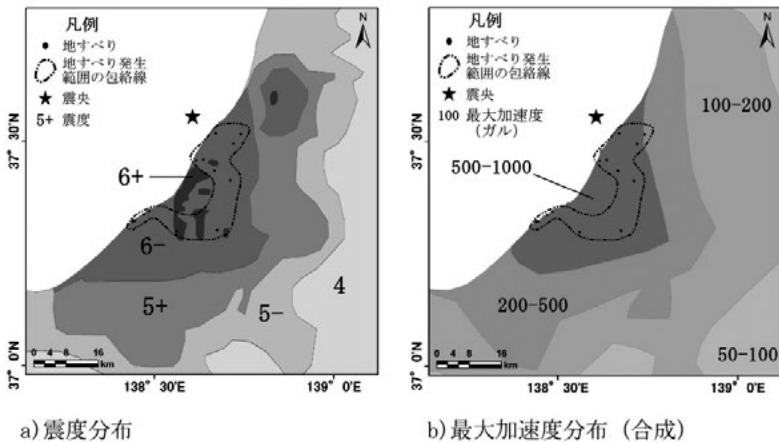 凡例
地すべり
地すべり発生
範囲の包絡線
震央
5+ 震度
N
37° 30'N
37° 0'N
6+
6-
5+
5-
4
0 4 8 16
km
138° 30'E
139° 0'E
a)震度分布
凡例
地すべり
地すべり発生
範囲の包絡線
震央
100 最大加速度
(ガル)
N
37° 30'N
37° 0'N
100-200
500-1000
200-500
50-100
0 4 8 16
km
138° 30'E
139° 0'E
b)最大加速度分布（合成）